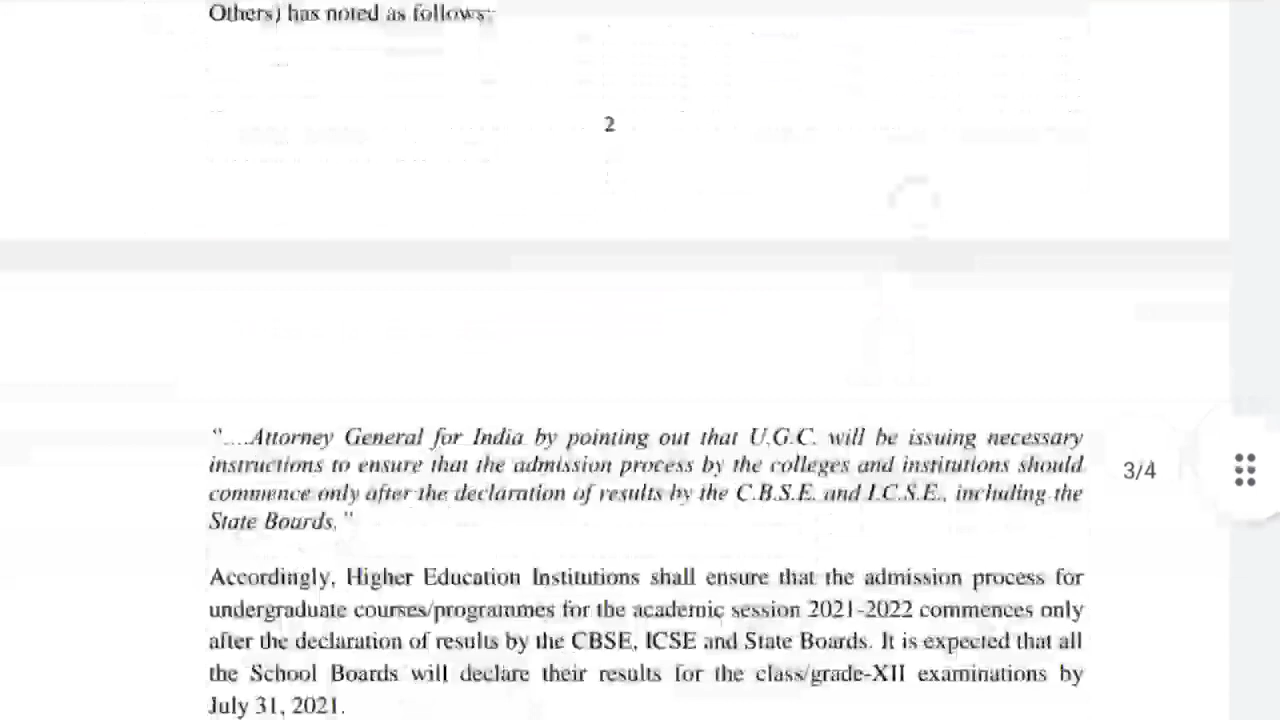 Others) has noted as follows:
2
"....Attorney General for India by pointing out that U.G.C. will be issuing necessary
instructions to ensure that the admission process by the colleges and institutions should
commence only after the declaration of results by the C.B.S.E. and I.C.S.E., including the
State Boards."
3/4
Accordingly, Higher Education Institutions shall ensure that the admission process for
undergraduate courses/programmes for the academic session 2021-2022 commences only
after the declaration of results by the CBSE, ICSE and State Boards. It is expected that all
the School Boards will declare their results for the class/grade-XII examinations by
July 31, 2021.